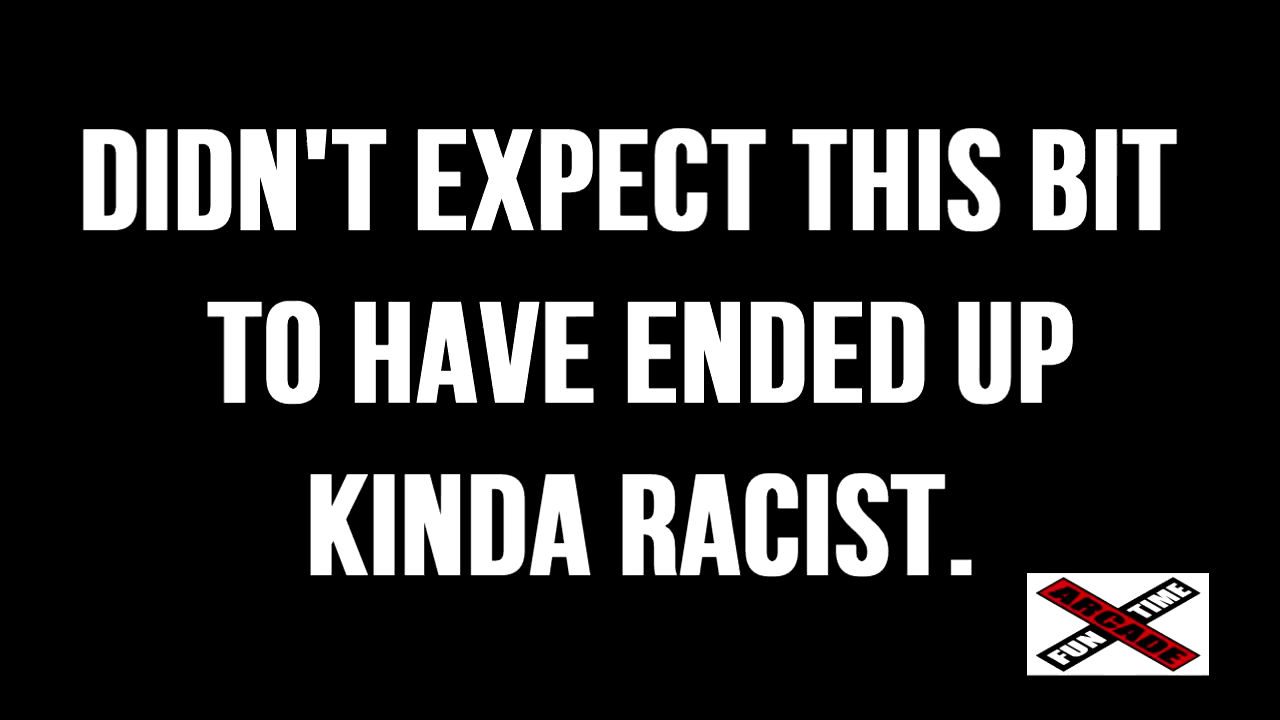 DIDN'T EXPECT THIS BIT
TO HAVE ENDED UP
KINDA RACIST.
ARCADE
FUN TIME